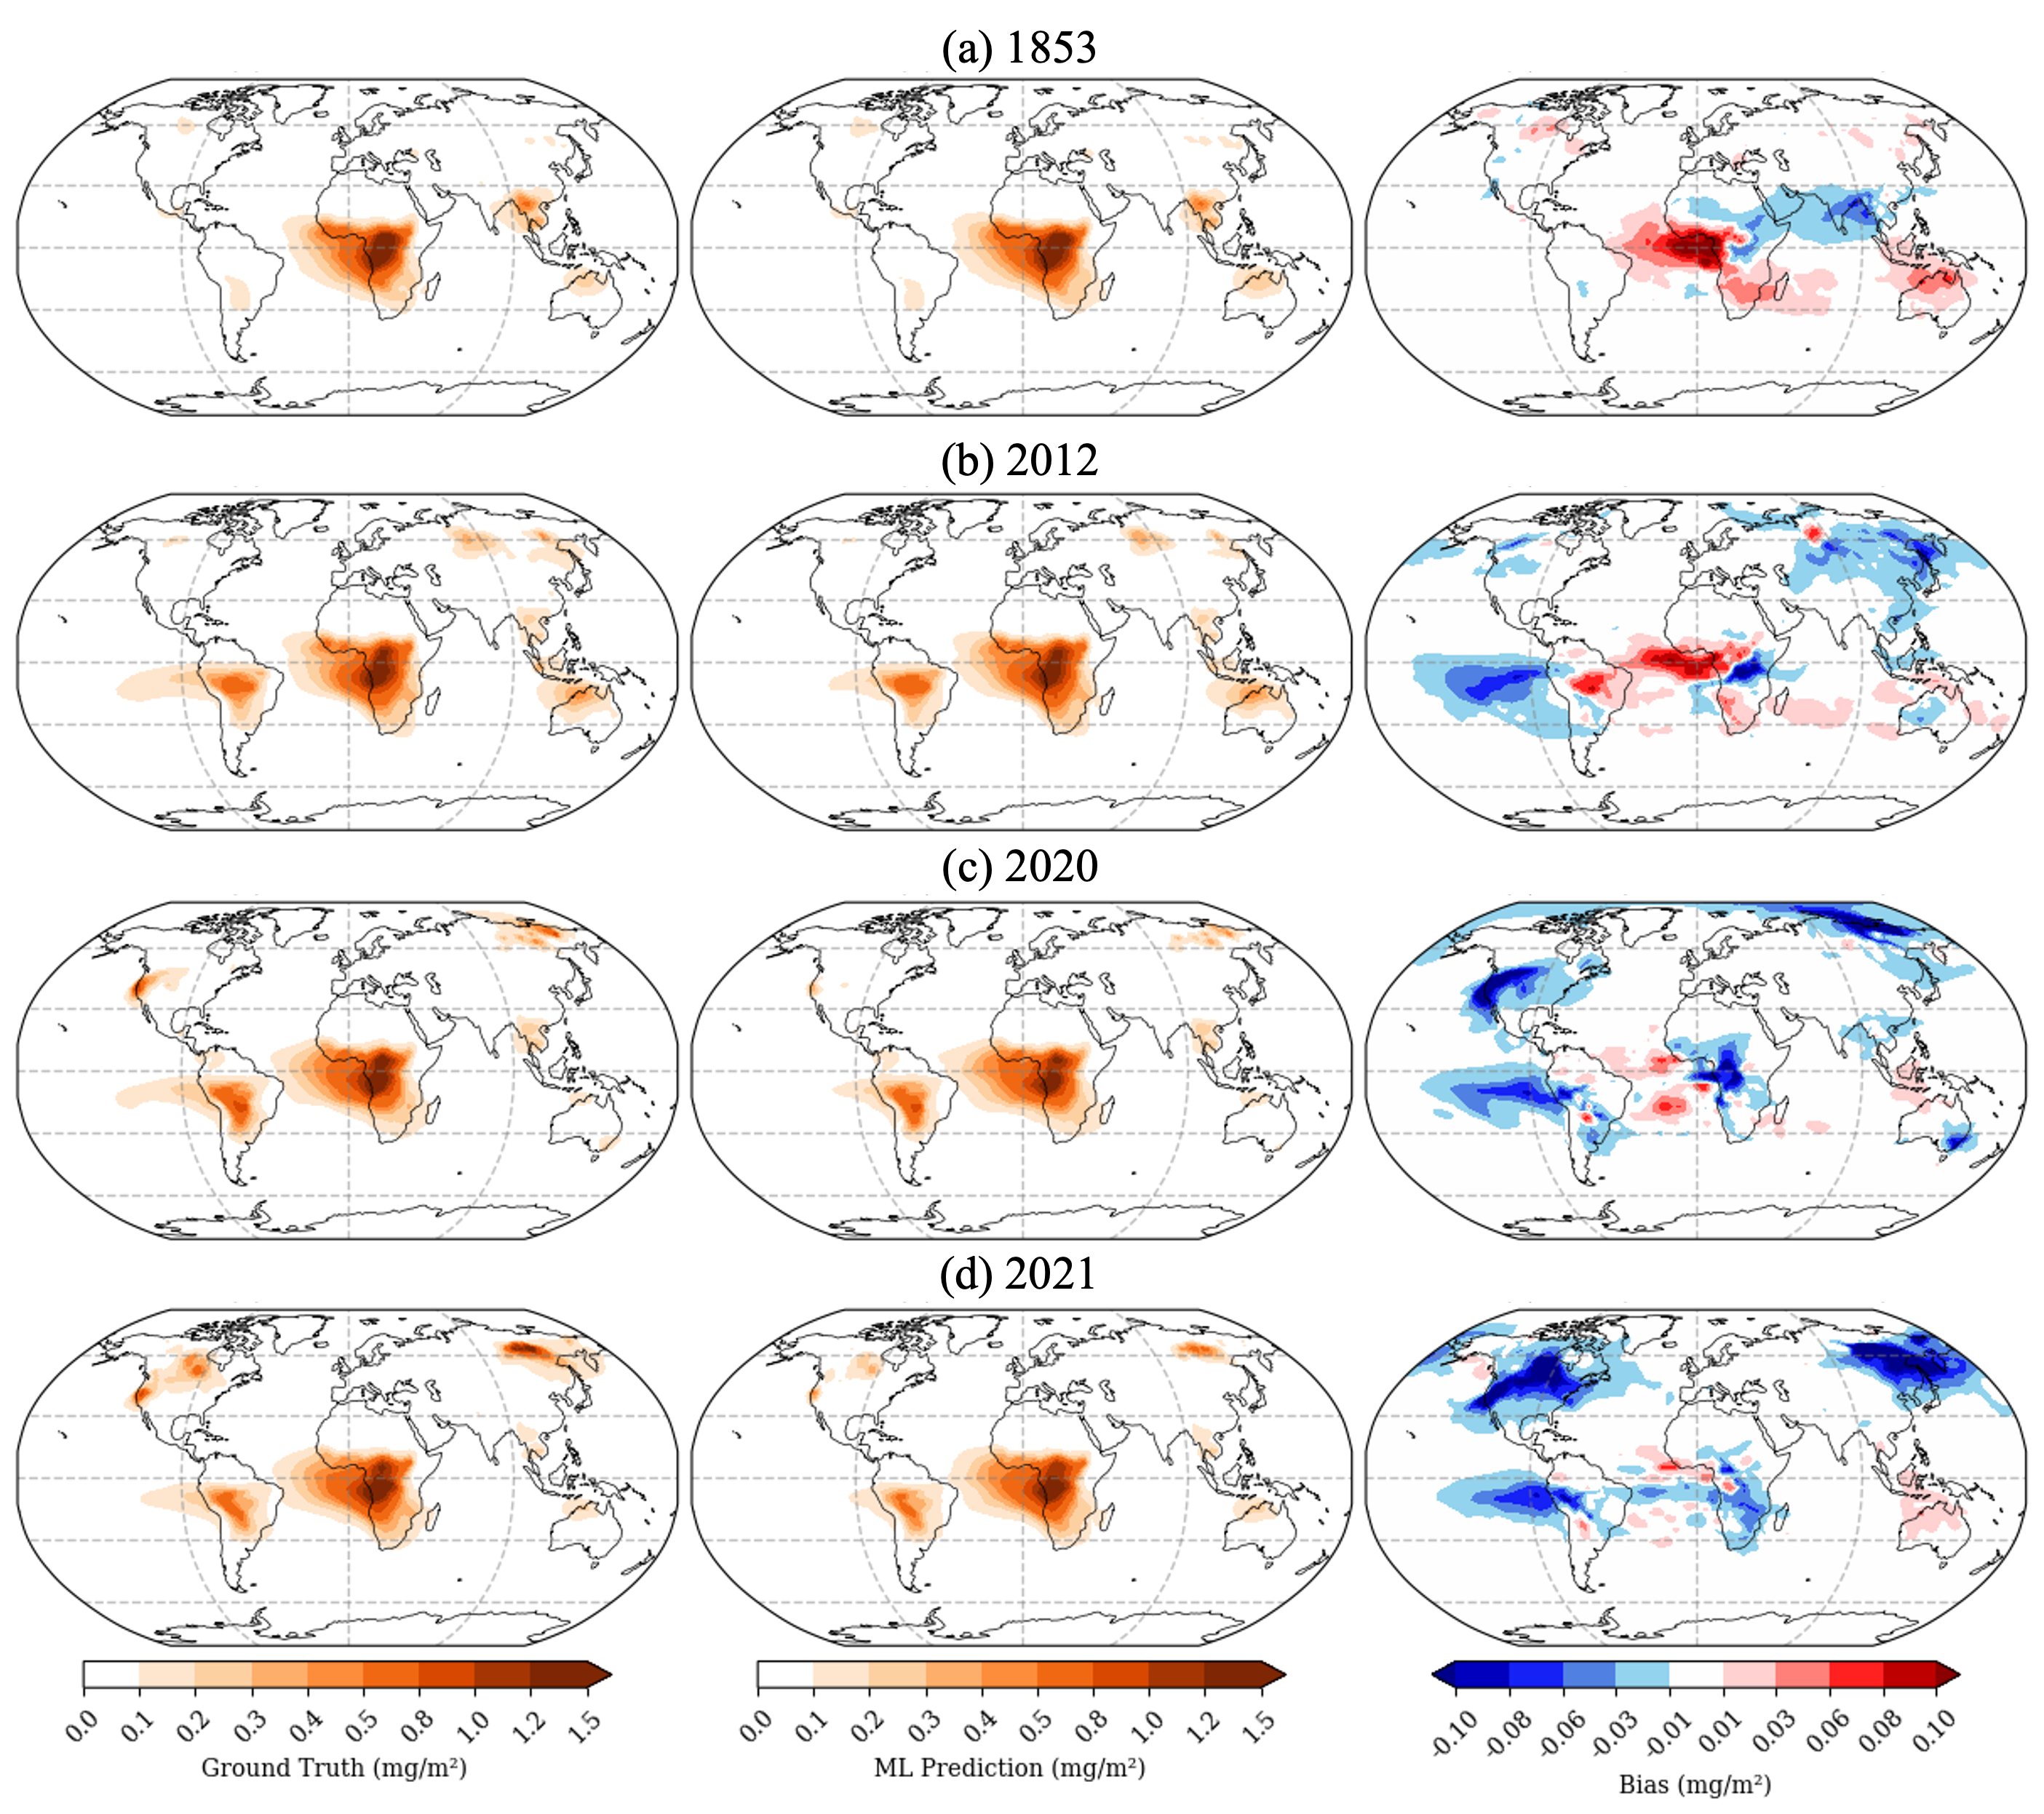 (a) 1853
(b) 2012
(c) 2020
(d) 2021
0.0 0.1 0.2 0.3 0.4 0.5 0.8 1.0 1.2 1.5
Ground Truth (mg/m²)
0.0 0.1 0.2 0.3 0.4 0.5 0.8 1.0 1.2 1.5
ML Prediction (mg/m²)
-0.10 -0.08 -0.06 -0.03 -0.01 0.01 0.03 0.06 0.08 0.10
Bias (mg/m²)